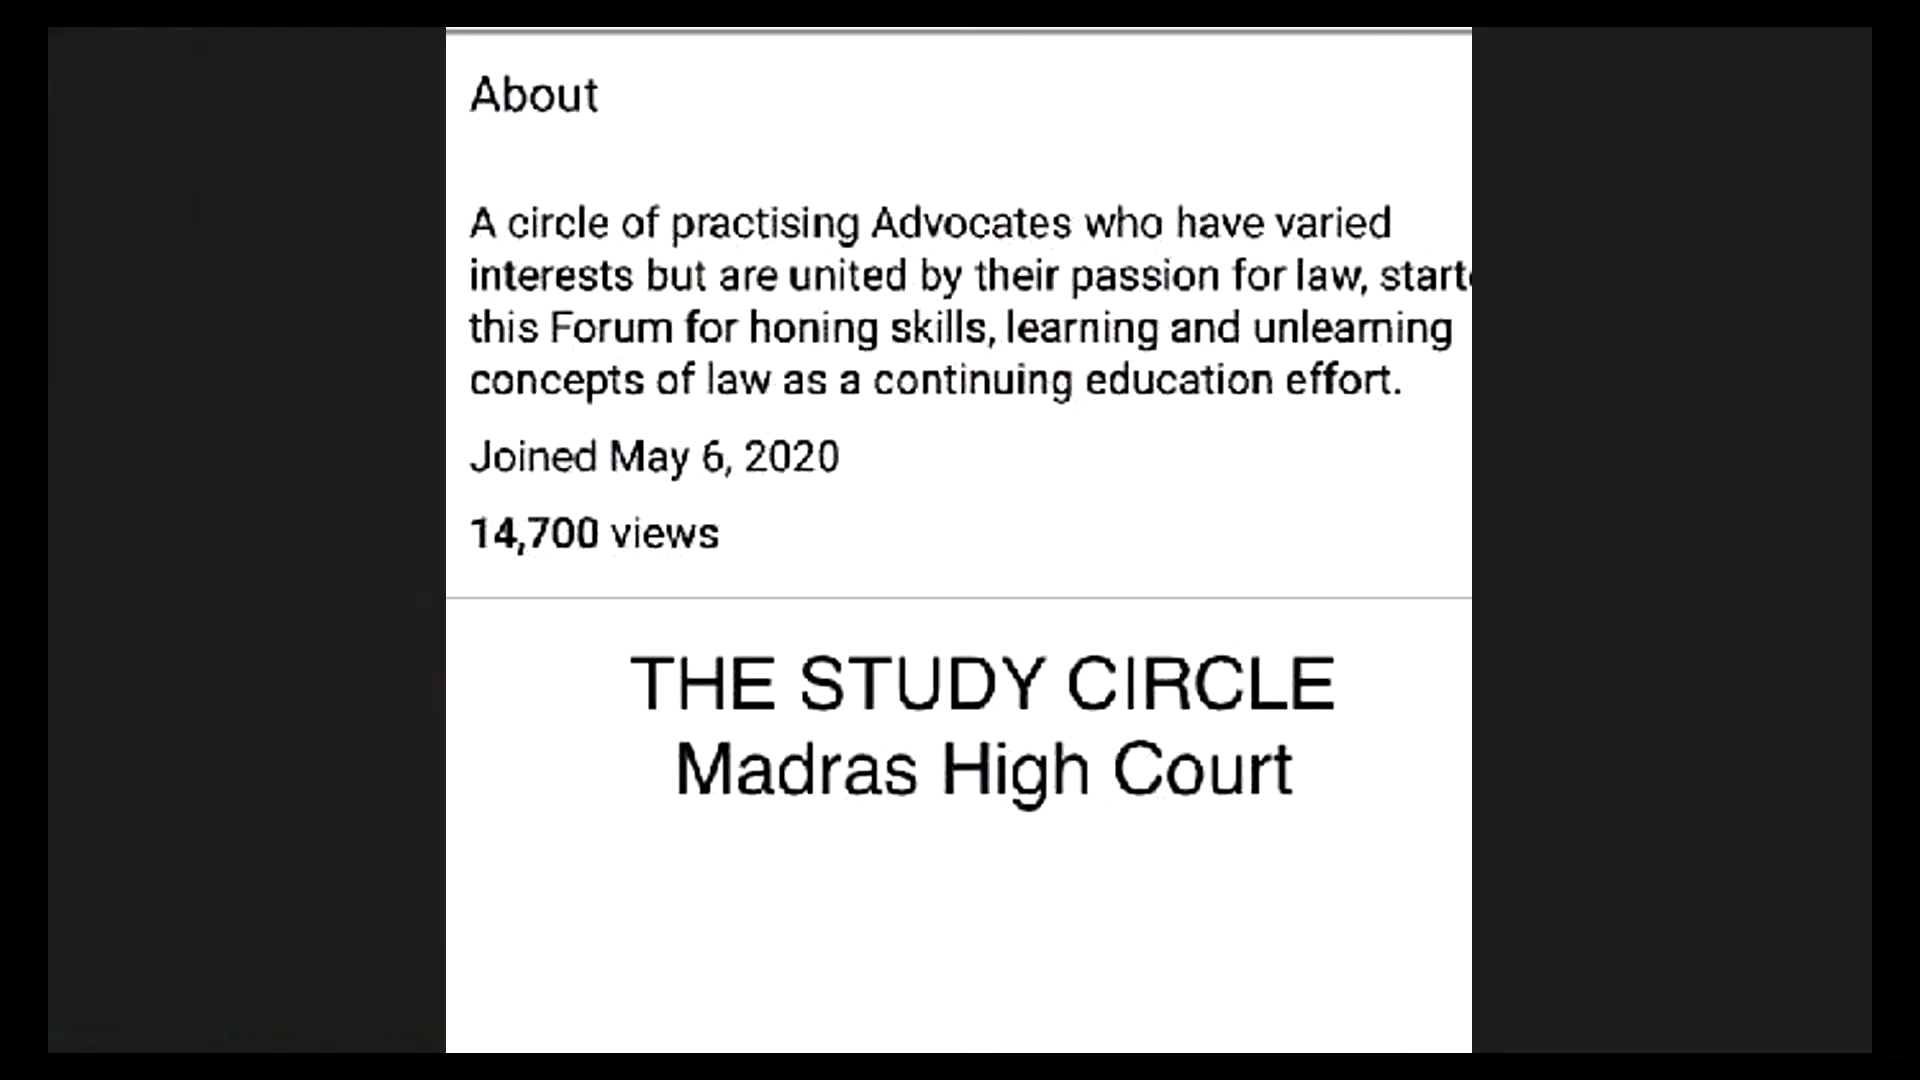 About
A circle of practising Advocates who have varied
interests but are united by their passion for law,
this Forum for honing skills, learning and unlearning
concepts of law as a continuing education effort.
Joined May 6, 2020
14,700 views
THE STUDY CIRCLE
Madras High Court